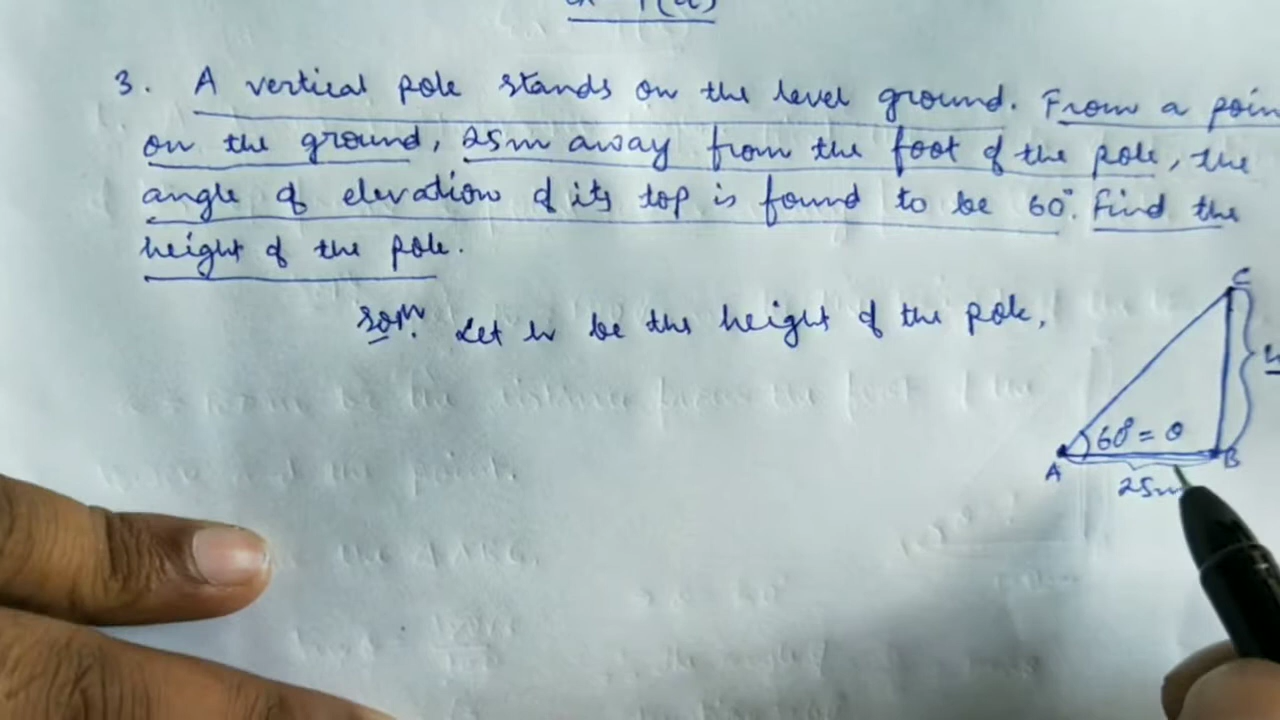 3. A vertical pole stands on the level ground. From a poin
on the ground, 25m away from the foot of the pole, the
angle of elevation of its top is found to be 60°. Find the
height of the pole.
Soln. Let h be the height of the pole,
C
60° = θ
A
B
25m